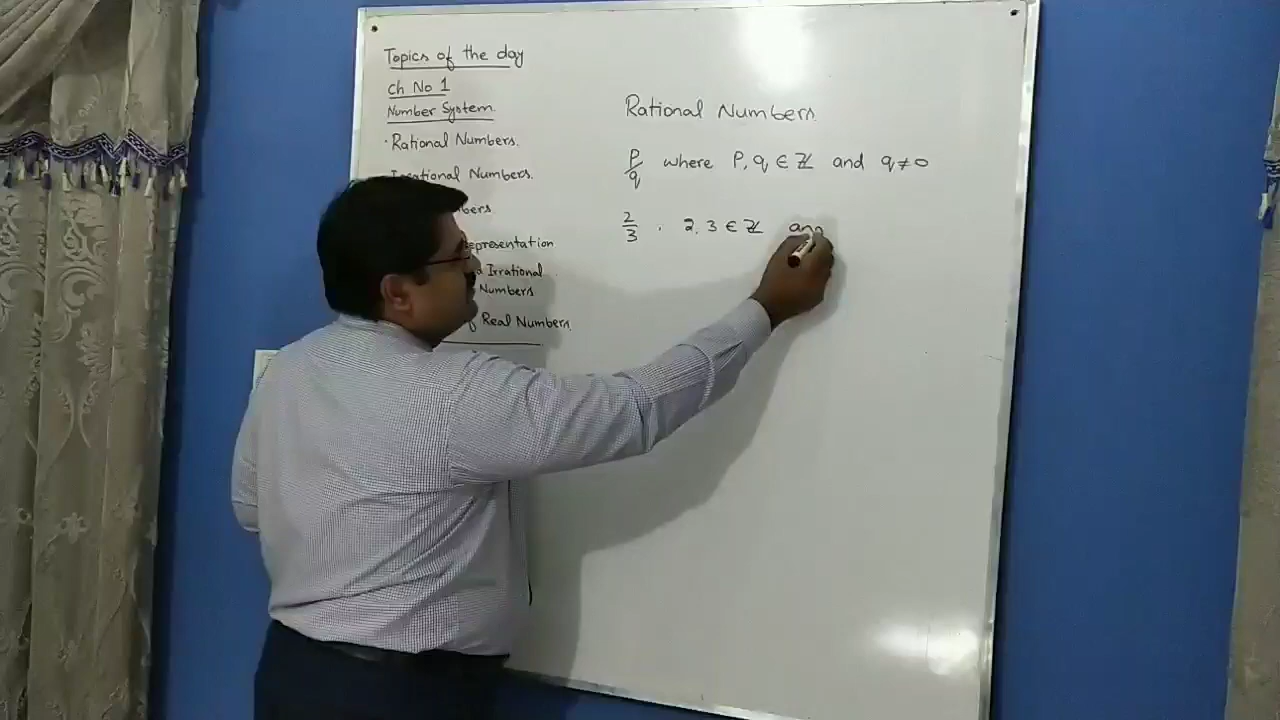 Topics of the day
ch No 1
Number System
· Rational Numbers.
Numbers.
Irrational
Numbers
Real Numbers.
Rational Numbers
P/q where P, q ∈ ℤ and q ≠ 0
2/3 . 2, 3 ∈ ℤ an